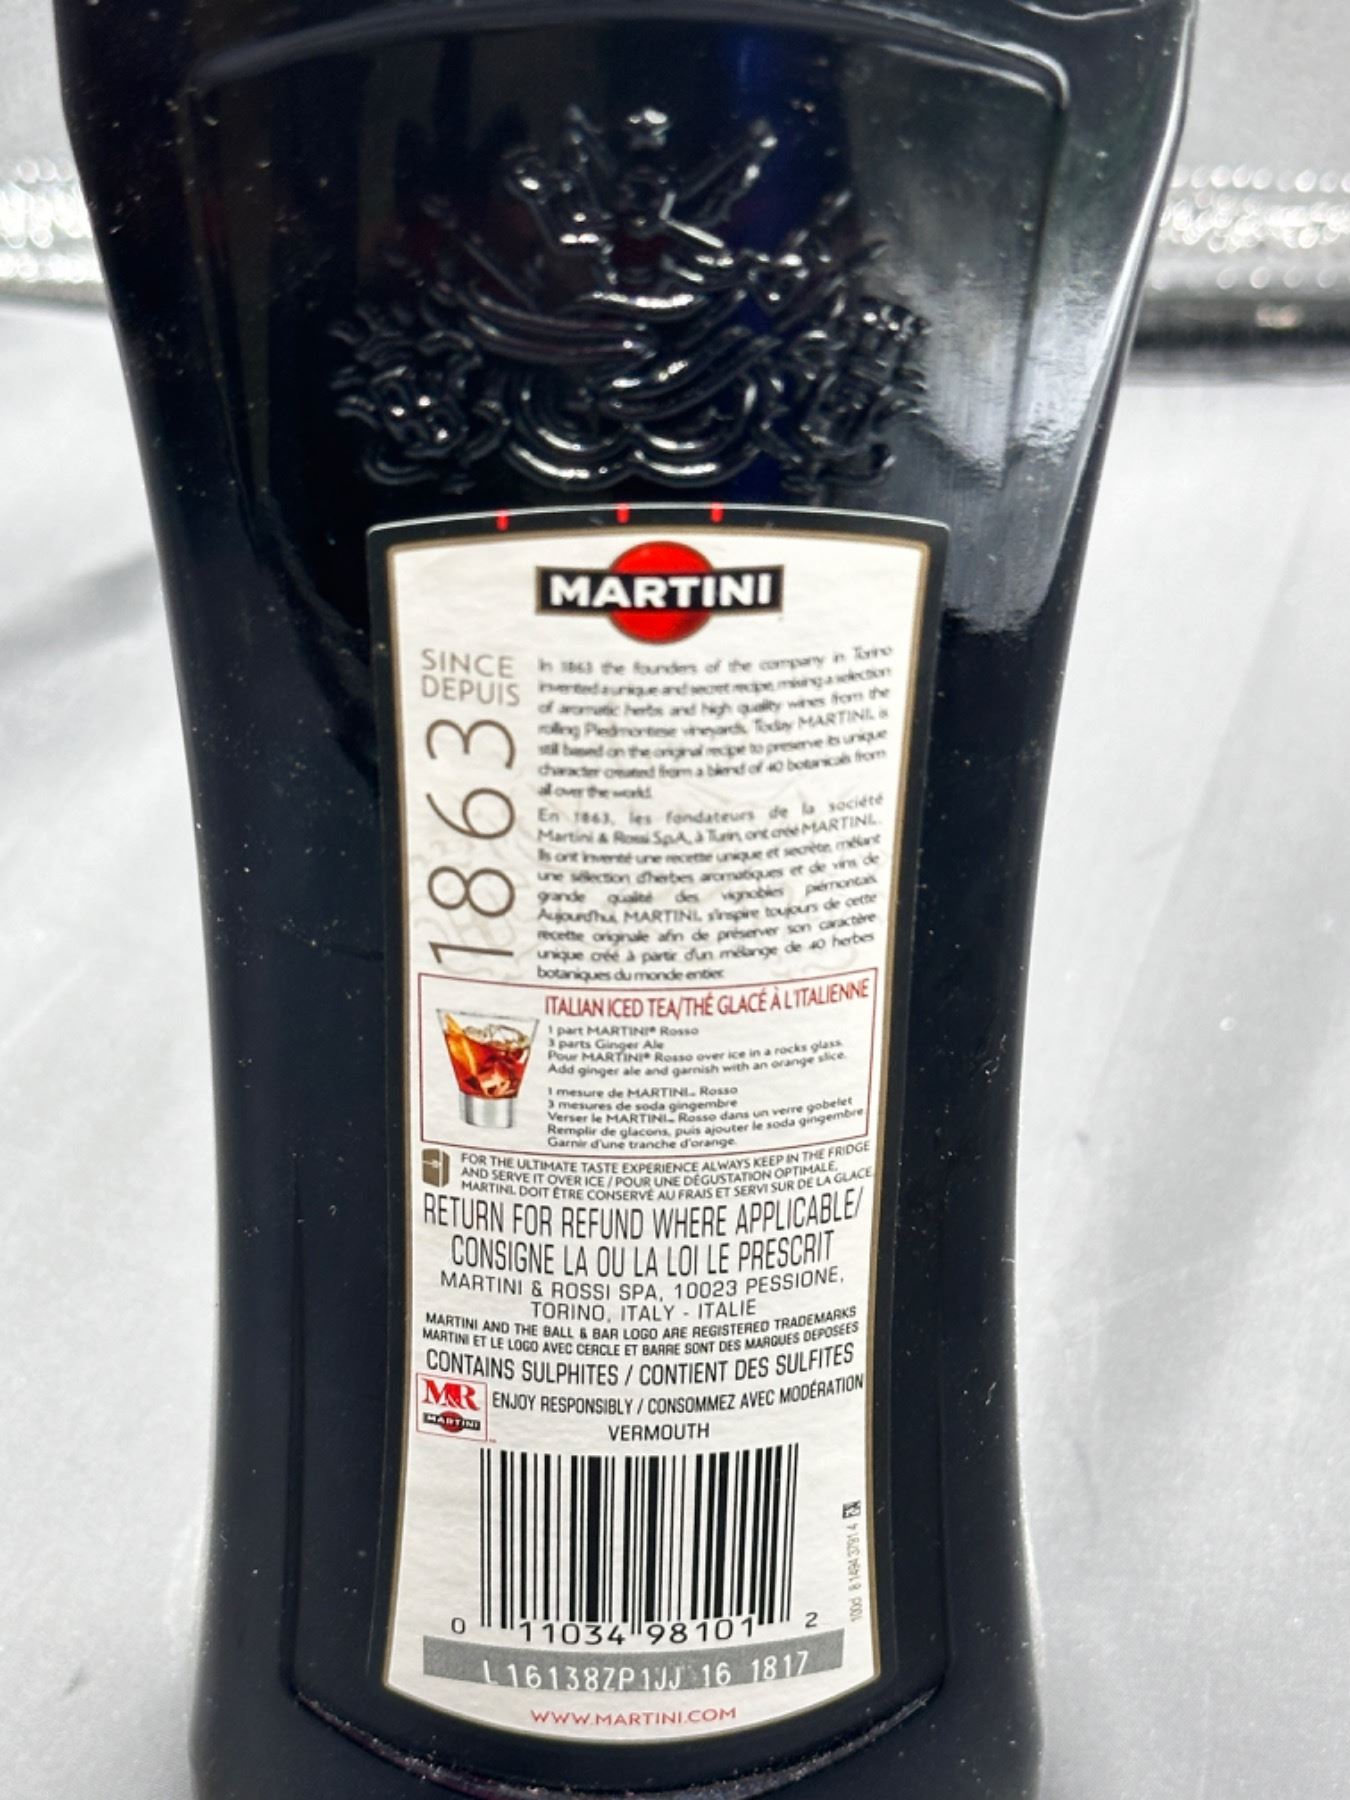 MARTINI
SINCE
DEPUIS
1863
In 1863 the founders of the company in Torino
invented a unique and secret recipe, mixing a selection
of aromatic herbs and high quality wines from the
rolling Piedmontese vineyards. Today MARTINI. is
still based on the original recipe to preserve its unique
character created from a blend of 40 botanicals from
all over the world.
En 1863, les fondateurs de la société
Martini & Rossi S.p.A., à Turin, ont créé MARTINI.
Ils ont inventé une recette unique et secrète, mêlant
une sélection d'herbes aromatiques et de vins de
grande qualité des vignobles piémontais.
Aujourd'hui, MARTINI. s'inspire toujours de cette
recette originale afin de préserver son caractère
unique créé à partir d'un mélange de 40 herbes
botaniques du monde entier.
ITALIAN ICED TEA/THÉ GLACÉ À L'ITALIENNE
1 part MARTINI® Rosso
3 parts Ginger Ale
Pour MARTINI® Rosso over ice in a rocks glass.
Add ginger ale and garnish with an orange slice.
1 mesure de MARTINI. Rosso
3 mesures de soda gingembre
Verser le MARTINI. Rosso dans un verre gobelet
Remplir de glacons, puis ajouter le soda gingembre.
Garnir d'une tranche d'orange.
FOR THE ULTIMATE TASTE EXPERIENCE ALWAYS KEEP IN THE FRIDGE
AND SERVE IT OVER ICE / POUR UNE DÉGUSTATION OPTIMALE,
MARTINI. DOIT ÊTRE CONSERVÉ AU FRAIS ET SERVI SUR DE LA GLACE.
RETURN FOR REFUND WHERE APPLICABLE/
CONSIGNE LA OU LA LOI LE PRESCRIT
MARTINI & ROSSI SPA, 10023 PESSIONE,
TORINO, ITALY - ITALIE
MARTINI AND THE BALL & BAR LOGO ARE REGISTERED TRADEMARKS
MARTINI ET LE LOGO AVEC CERCLE ET BARRE SONT DES MARQUES DEPOSEES
CONTAINS SULPHITES / CONTIENT DES SULFITES
M&R
MARTINI
ENJOY RESPONSIBLY / CONSOMMEZ AVEC MODÉRATION
VERMOUTH
0 11034 98101 2
L16138ZP1JJ 16 1817
WWW.MARTINI.COM